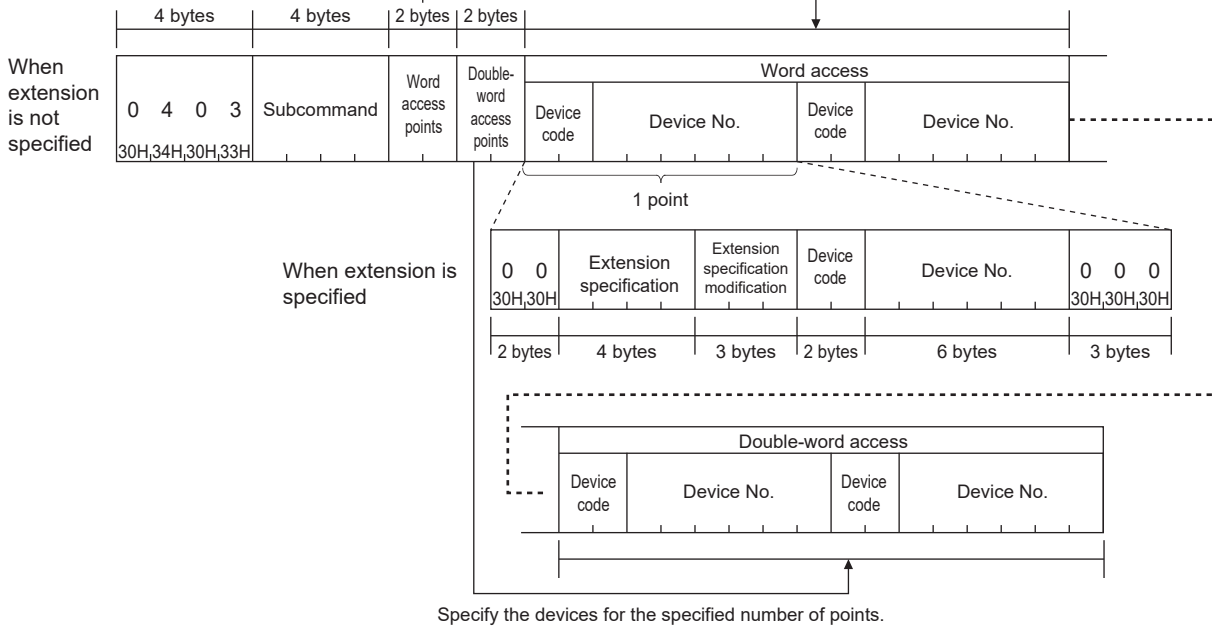 4 bytes 4 bytes 2 bytes 2 bytes
When
extension
is not
specified
0 4 0 3
30H 34H 30H 33H
Subcommand
Word
access
points
Double-
word
access
points
Word access
Device
code
Device No.
Device
code
Device No.
1 point
When extension is
specified
0 0
30H 30H
Extension
specification
Extension
specification
modification
Device
code
Device No.
0 0 0
30H 30H 30H
2 bytes 4 bytes 3 bytes 2 bytes 6 bytes 3 bytes
Double-word access
Device
code
Device No.
Device
code
Device No.
Specify the devices for the specified number of points.